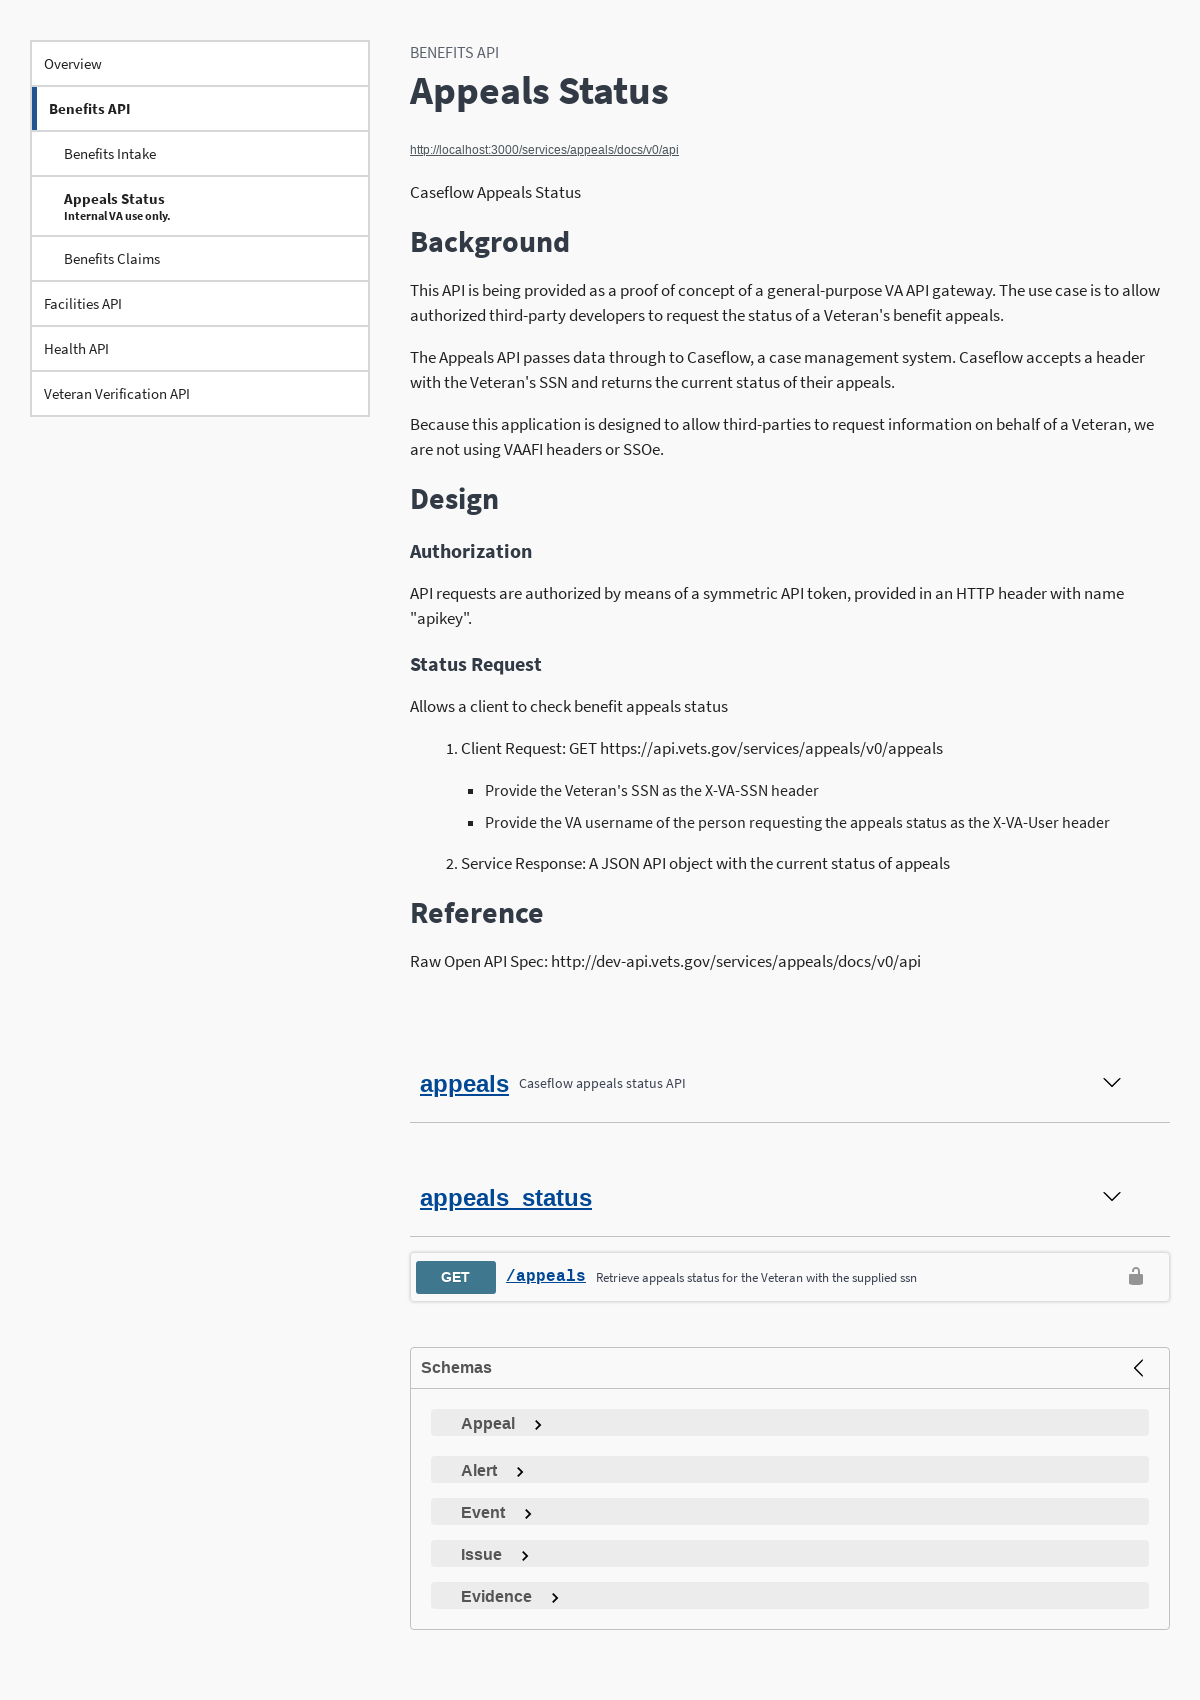 Overview
Benefits API
Benefits Intake
Appeals Status
Internal VA use only.
Benefits Claims
Facilities API
Health API
Veteran Verification API
BENEFITS API
Appeals Status
http://localhost:3000/services/appeals/docs/v0/api
Caseflow Appeals Status
Background
This API is being provided as a proof of concept of a general-purpose VA API gateway. The use case is to allow
authorized third-party developers to request the status of a Veteran's benefit appeals.
The Appeals API passes data through to Caseflow, a case management system. Caseflow accepts a header
with the Veteran's SSN and returns the current status of their appeals.
Because this application is designed to allow third-parties to request information on behalf of a Veteran, we
are not using VAAFI headers or SSOe.
Design
Authorization
API requests are authorized by means of a symmetric API token, provided in an HTTP header with name
"apikey".
Status Request
Allows a client to check benefit appeals status
1. Client Request: GET https://api.vets.gov/services/appeals/v0/appeals
▪ Provide the Veteran's SSN as the X-VA-SSN header
▪ Provide the VA username of the person requesting the appeals status as the X-VA-User header
2. Service Response: A JSON API object with the current status of appeals
Reference
Raw Open API Spec: http://dev-api.vets.gov/services/appeals/docs/v0/api
appeals Caseflow appeals status API
appeals_status
GET /appeals Retrieve appeals status for the Veteran with the supplied ssn
Schemas
Appeal
Alert
Event
Issue
Evidence